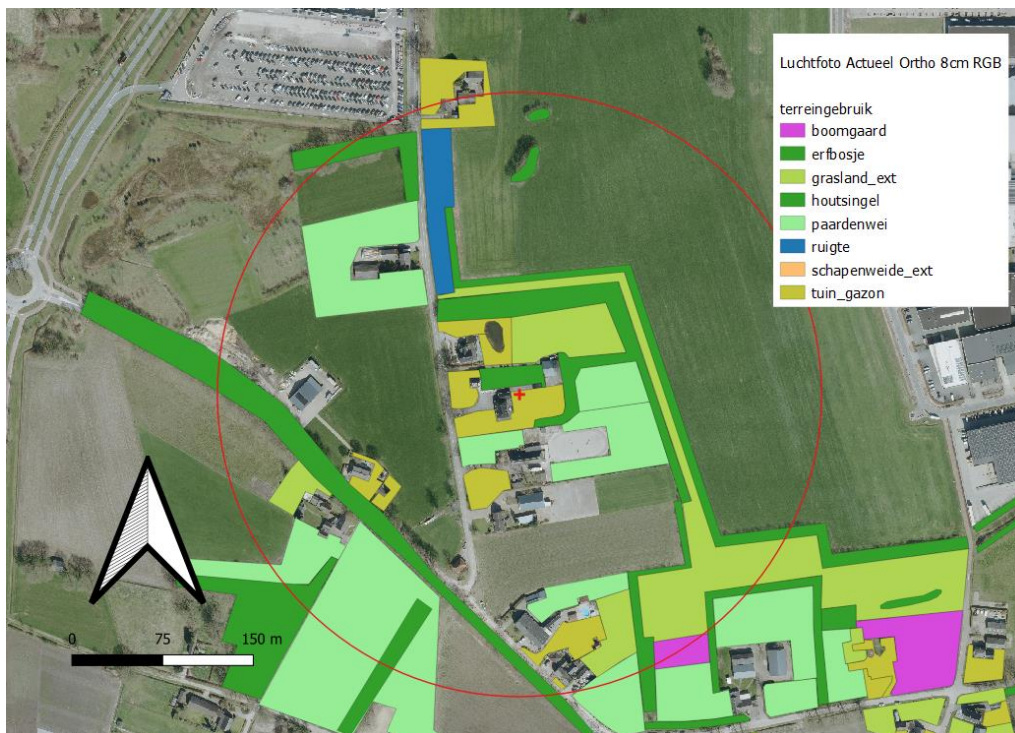 Luchtfoto Actueel Ortho 8cm RGB
terreingebruik
boomgaard
erfbosje
grasland_ext
houtsingel
paardenwei
ruigte
schapenweide_ext
tuin_gazon
0 75 150 m